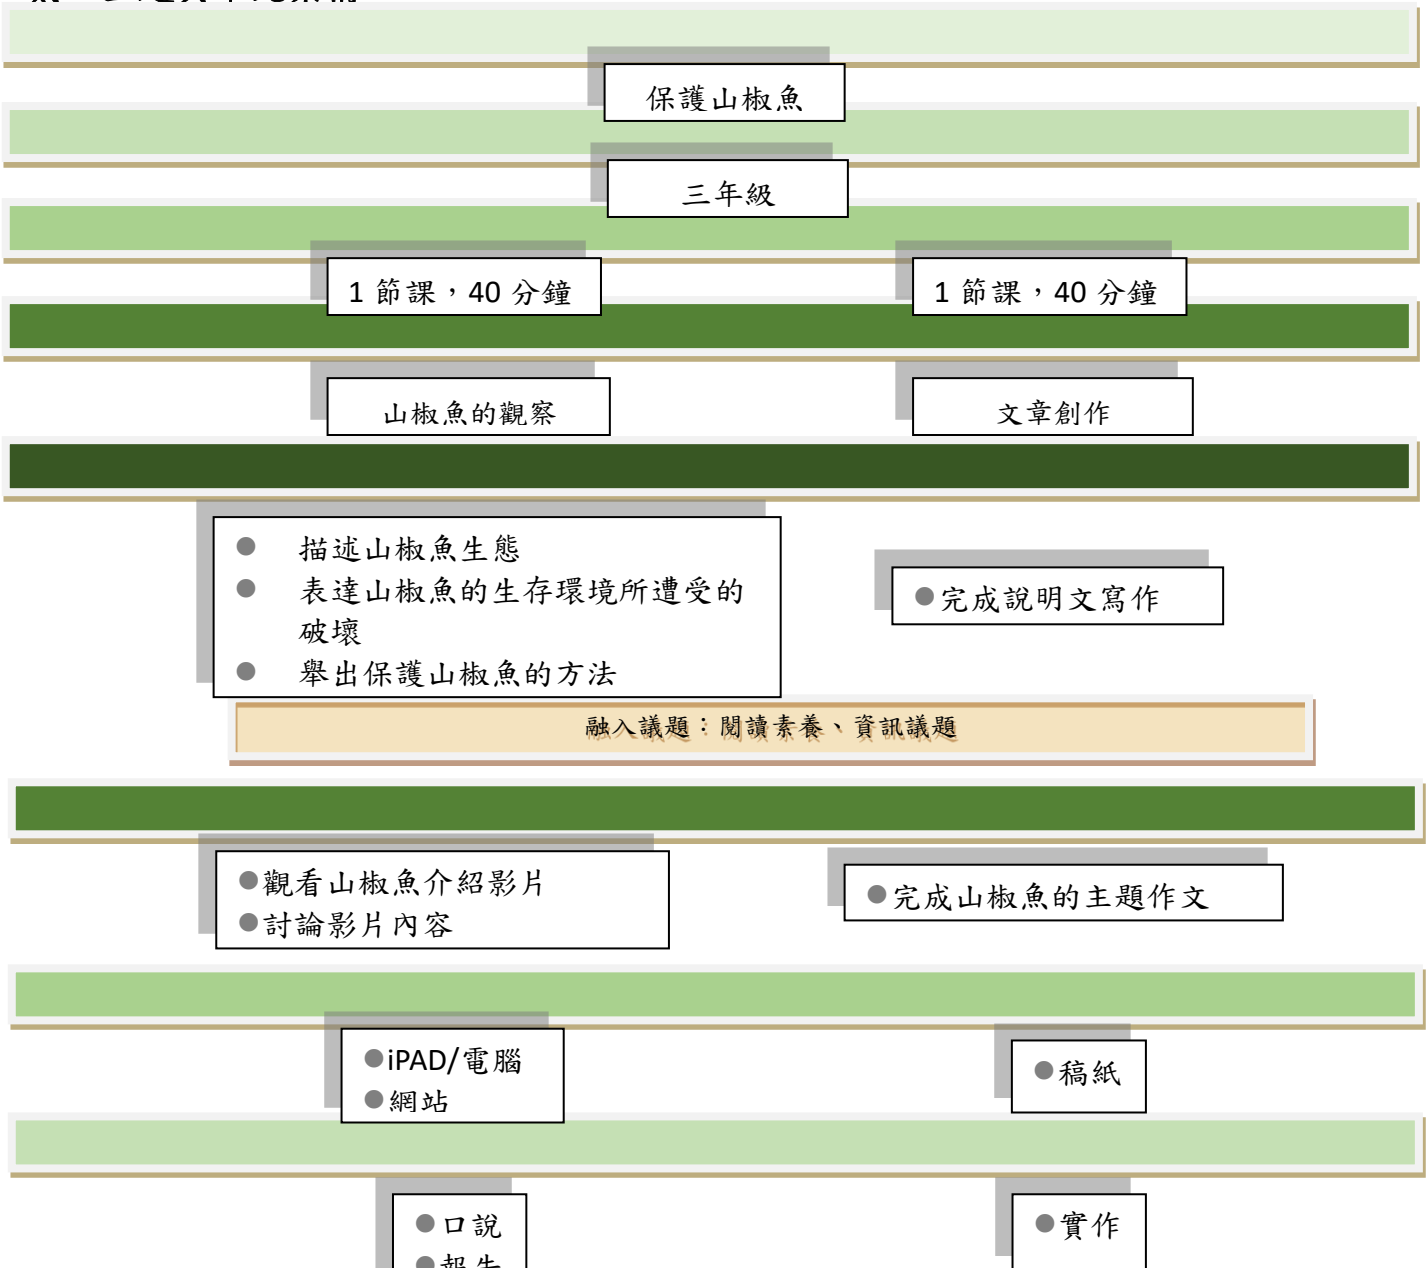 保護山椒魚
三年級
1 節課，40 分鐘
1 節課，40 分鐘
山椒魚的觀察
文章創作
● 描述山椒魚生態
● 表達山椒魚的生存環境所遭受的
破壞
● 舉出保護山椒魚的方法
●完成說明文寫作
融入議題：閱讀素養、資訊議題
●觀看山椒魚介紹影片
●討論影片內容
●完成山椒魚的主題作文
●iPAD/電腦
●網站
●稿紙
●口說
●報告
●實作